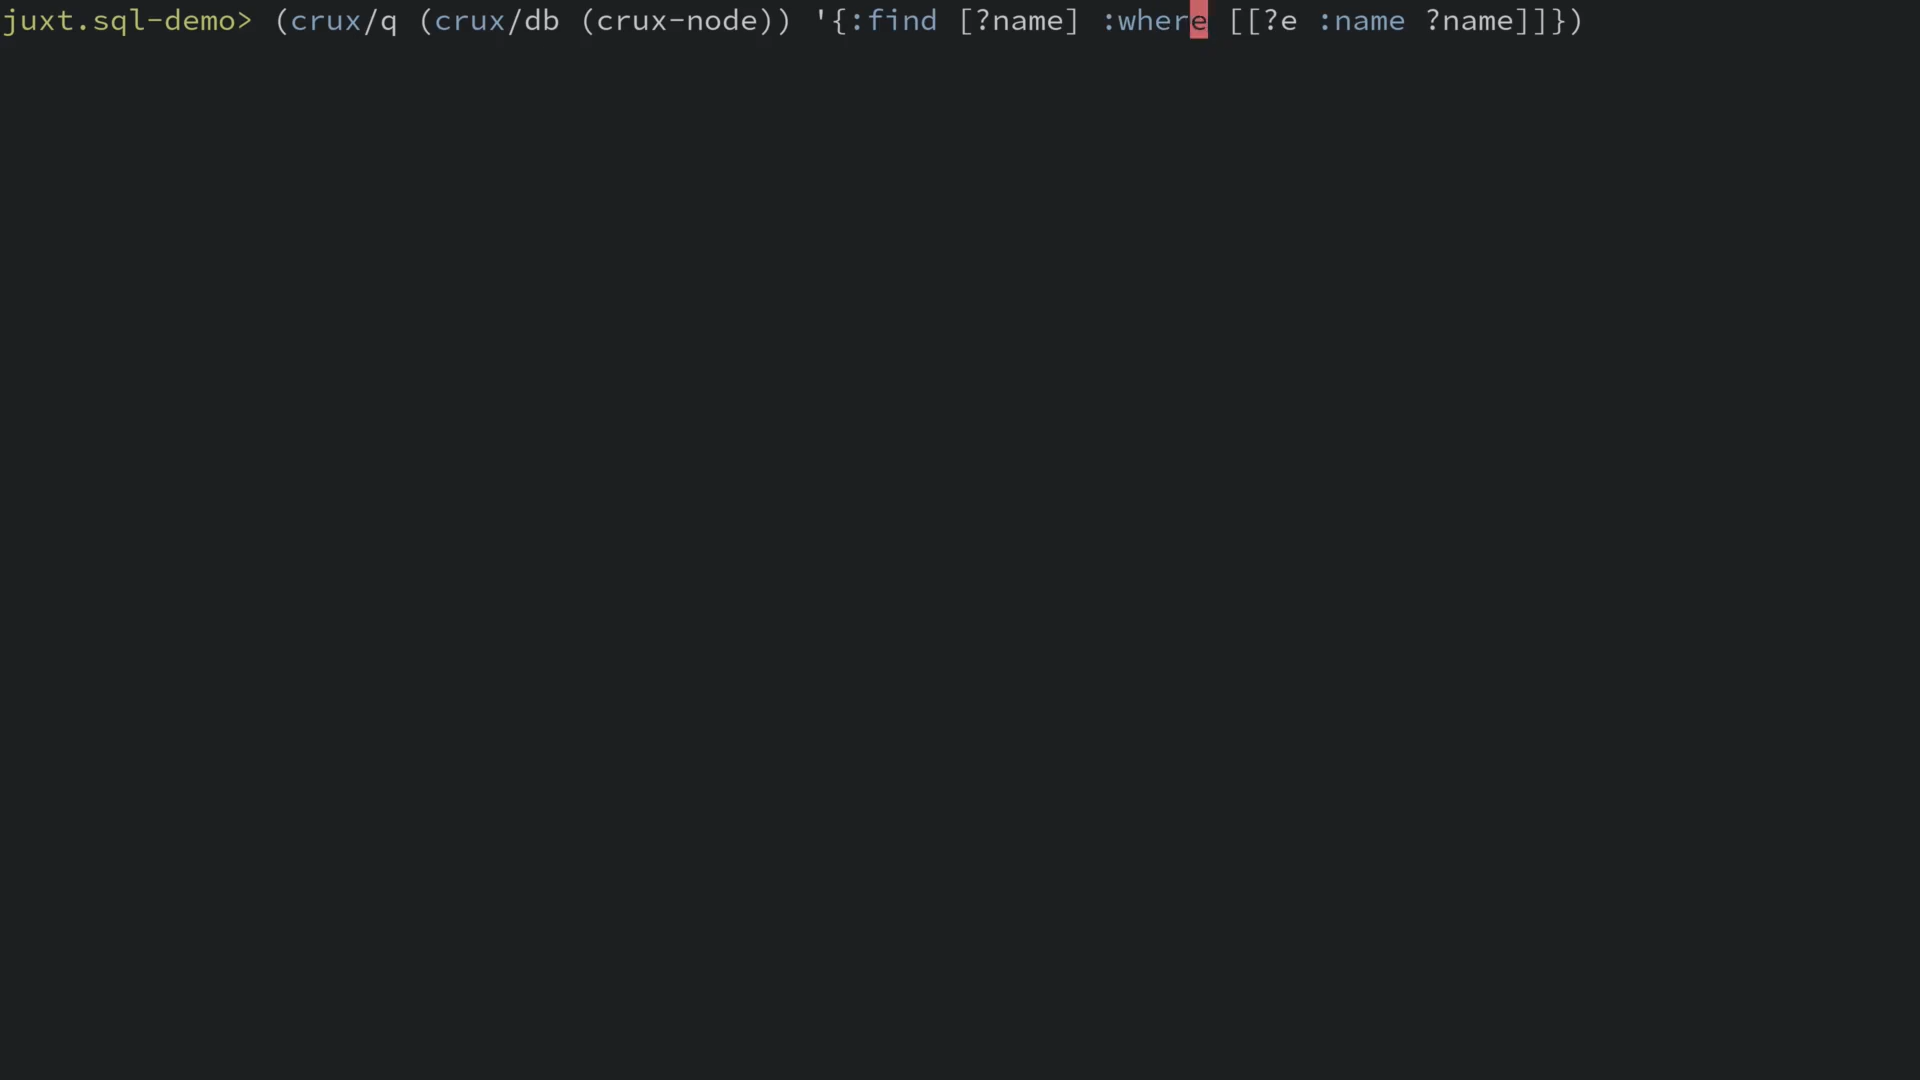 juxt.sql-demo> (crux/q (crux/db (crux-node)) '{:find [?name] :where [[?e :name ?name]]})